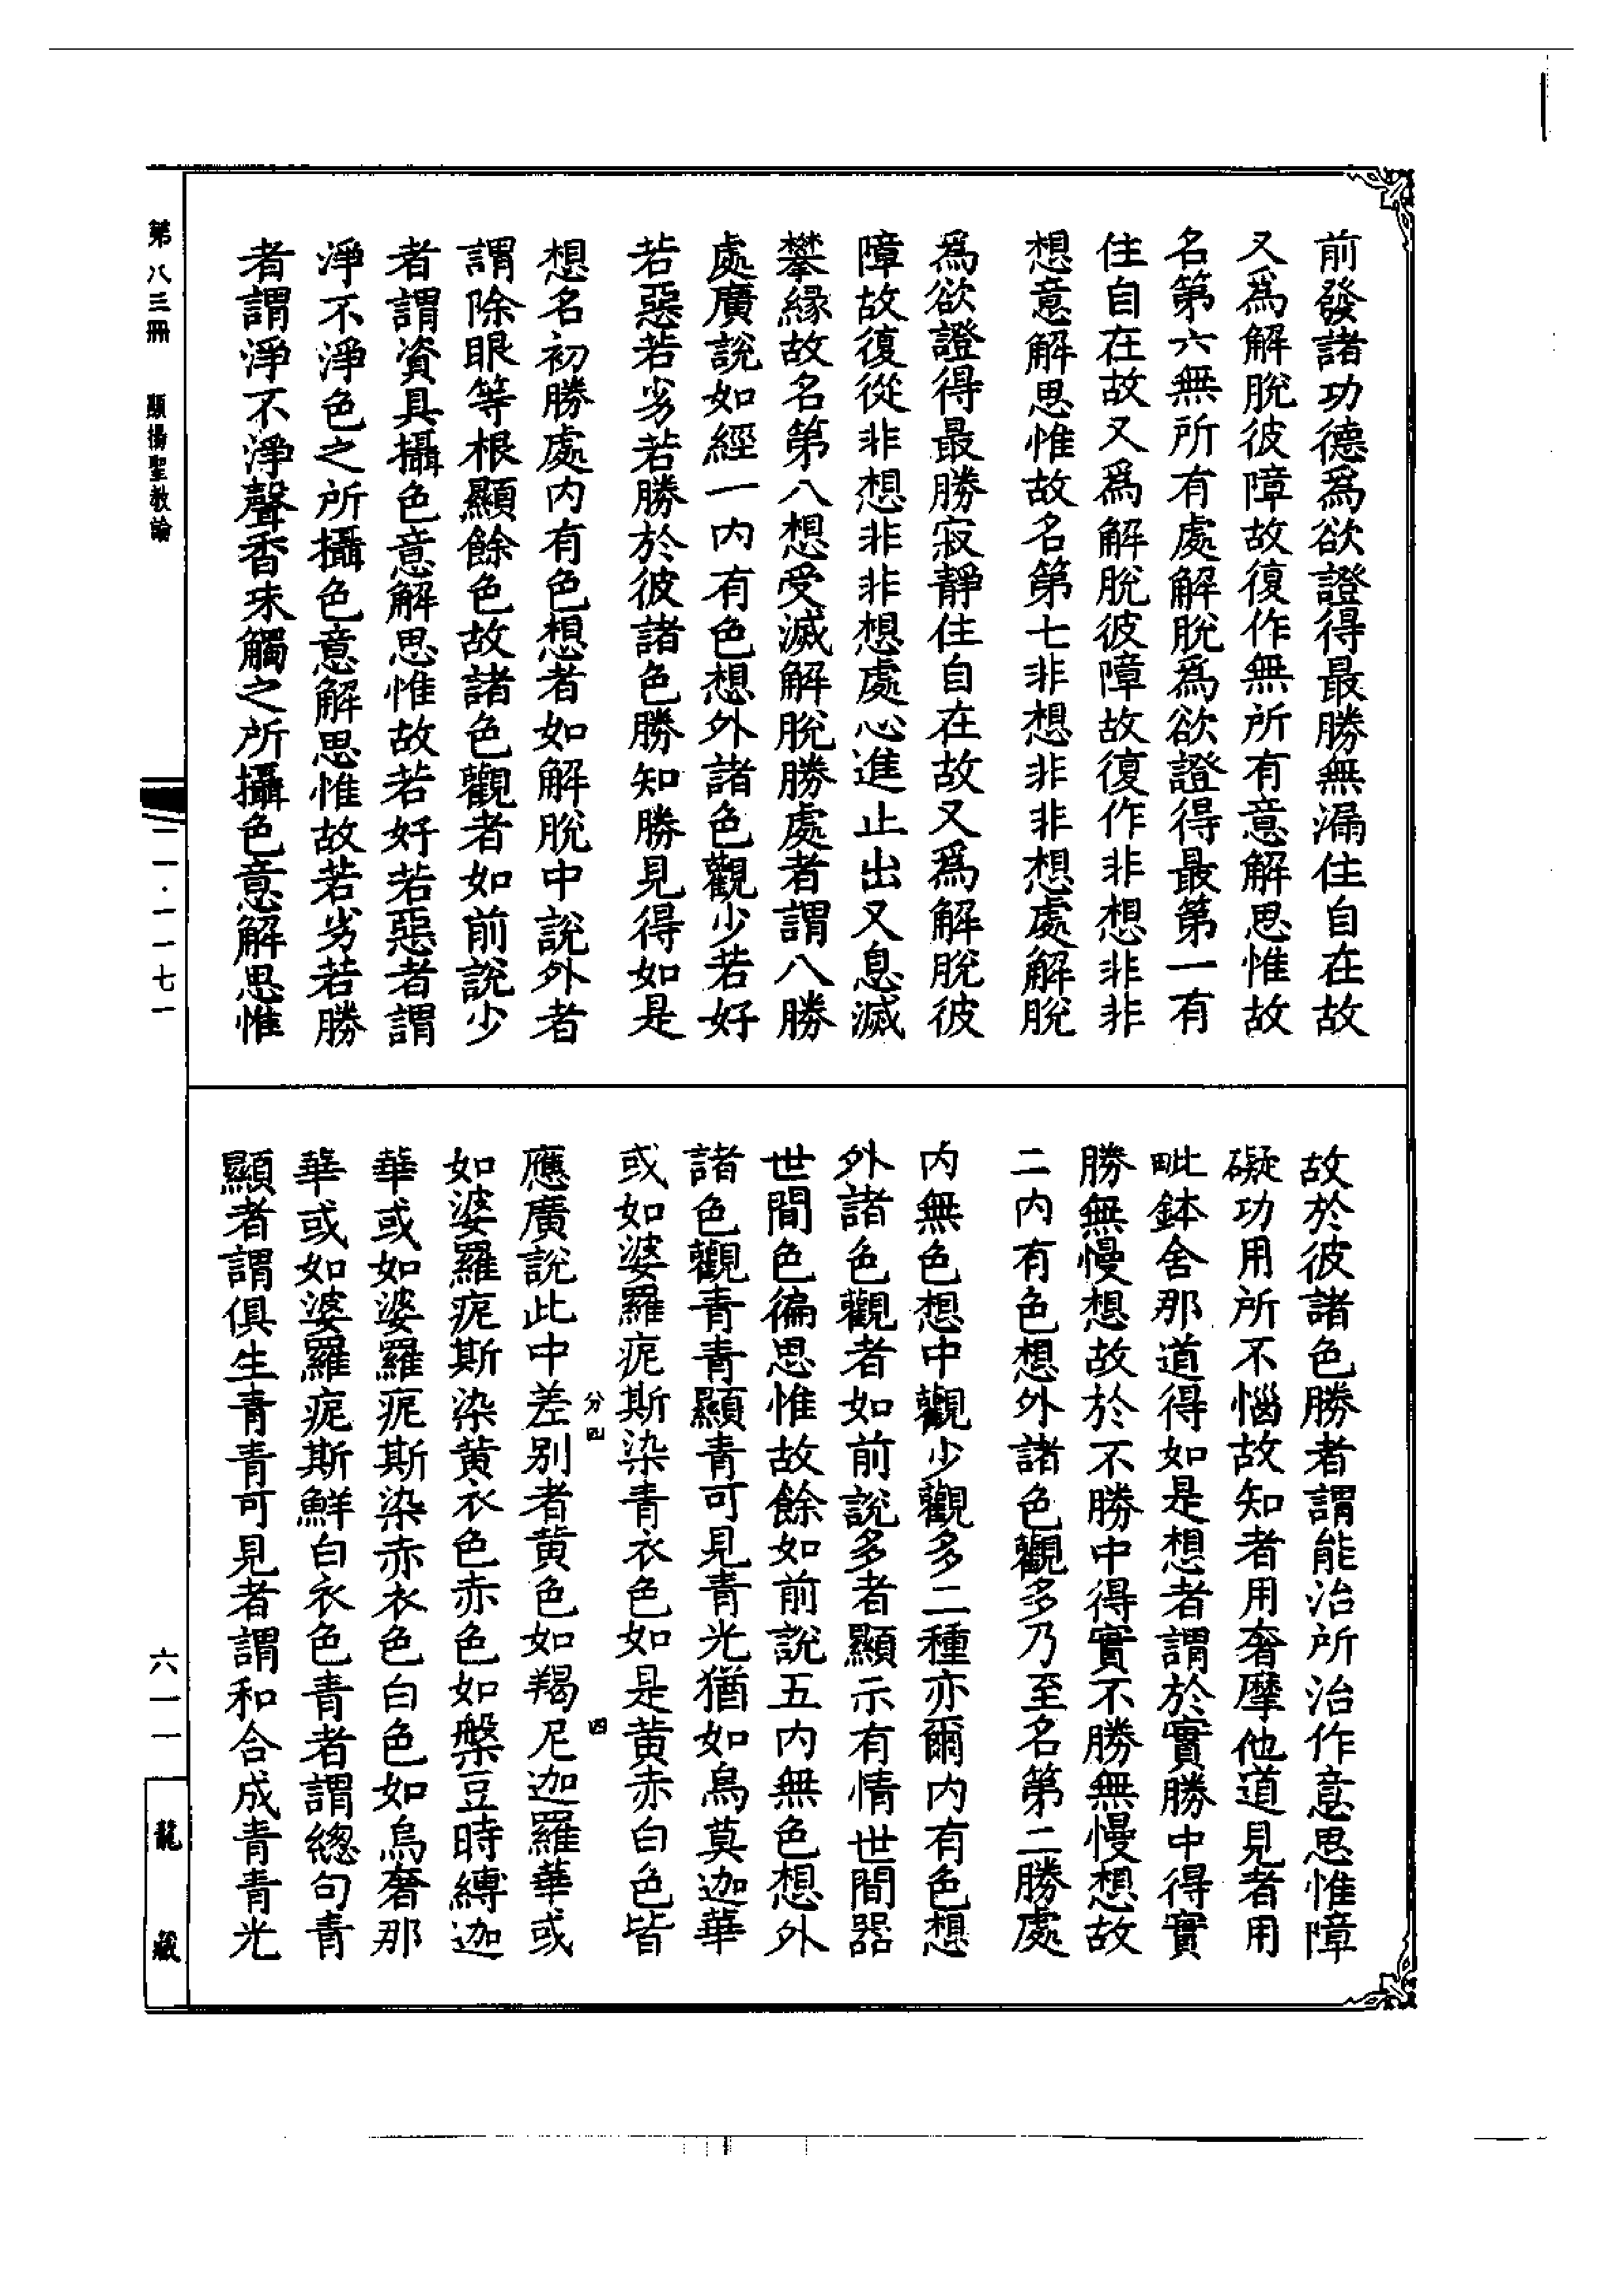 前發諸功德爲欲證得最勝無漏住自在故
又爲解脫彼障故復作無所有意解思惟故
名第六無所有處解脫爲欲證得最第一有
住自在故又爲解脫彼障故復作非想非非
想意解思惟故名第七非想非非想處解脫
爲欲證得最勝寂靜住自在故又爲解脫彼
障故復從非想非非想處心進止出又息滅
攀緣故名第八想受滅解脫勝處者謂八勝
處廣說如經一內有色想外諸色觀少若好
若惡若劣若勝於彼諸色勝知勝見得如是
想名初勝處內有色想者如解脫中說外者
謂除眼等根顯餘色故諸色觀者如前說少
者謂資具攝色意解思惟故若好若惡者謂
淨不淨色之所攝色意解思惟故若劣若勝
者謂淨不淨聲香味觸之所攝色意解思惟
故於彼諸色勝者謂能治所治作意思惟障
礙功用所不惱故知者用奢摩他道見者用
毗鉢舍那道得如是想者謂於實勝中得實
勝無慢想故於不勝中得實不勝無慢想故
二內有色想外諸色觀多乃至名第二勝處
內無色想中觀少觀多二種亦爾內有色想
外諸色觀者如前說多者顯示有情世間器
世間色徧思惟故餘如前說五內無色想外
諸色觀青青顯青可見青光猶如烏莫迦華
或如婆羅痆斯染青衣色如是黃赤白色皆
分四
四
應廣說此中差別者黃色如羯尼迦羅華或
如婆羅痆斯染黃衣色赤色如槃豆時縛迦
華或如婆羅痆斯染赤衣色白色如烏奢那
華或如婆羅痆斯鮮白衣色青者謂總句青
顯者謂俱生青青可見者謂和合成青青光
第八三冊
顯揚聖教論
二一·一一七一
六一一
龍藏